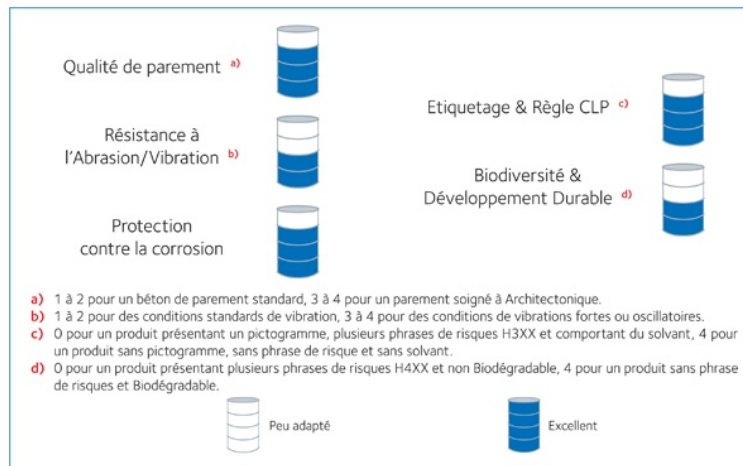 Qualité de parement a)
Résistance à
l'Abrasion/Vibration b)
Protection
contre la corrosion
Etiquetage & Règle CLP c)
Biodiversité &
Développement Durable d)
a) 1 à 2 pour un béton de parement standard, 3 à 4 pour un parement soigné à Architectonique.
b) 1 à 2 pour des conditions standards de vibration, 3 à 4 pour des conditions de vibrations fortes ou oscillatoires.
c) 0 pour un produit présentant un pictogramme, plusieurs phrases de risques H3XX et comportant du solvant, 4 pour
un produit sans pictogramme, sans phrase de risque et sans solvant.
d) 0 pour un produit présentant plusieurs phrases de risques H4XX et non Biodégradable, 4 pour un produit sans phrase
de risques et Biodégradable.
Peu adapté
Excellent